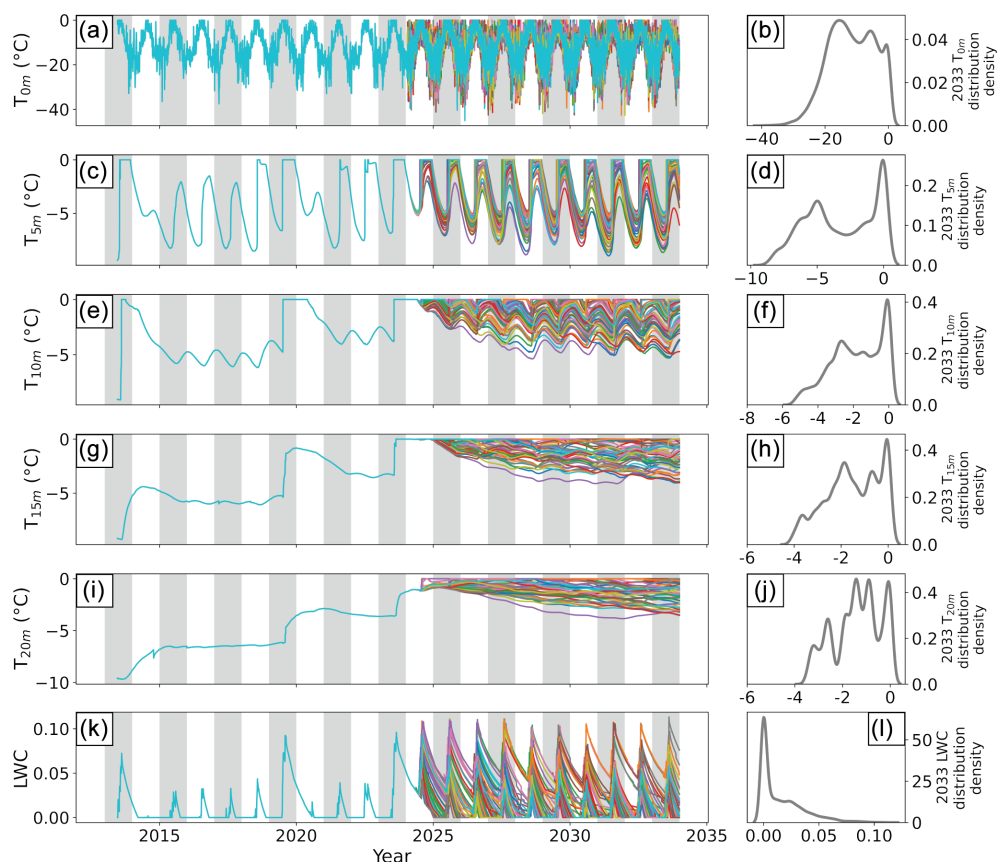 (a)
T0m (°C)
0
−20
−40
(b)
0.04
0.02
0.00
−40 −20 0
2033 T0m
distribution
density
(c)
T5m (°C)
0
−5
(d)
0.2
0.1
0.0
−10 −5 0
2033 T5m
distribution
density
(e)
T10m (°C)
0
−5
(f)
0.4
0.2
0.0
-8 -6 -4 -2 0
2033 T10m
distribution
density
(g)
T15m (°C)
0
−5
(h)
0.4
0.2
0.0
-6 -4 -2 0
2033 T15m
distribution
density
(i)
T20m (°C)
0
−5
−10
(j)
0.4
0.2
0.0
-6 -4 -2 0
2033 T20m
distribution
density
(k)
LWC
0.10
0.05
0.00
2015 2020 2025 2030 2035
Year
(l)
50
25
0
0.00 0.05 0.10
2033 LWC
distribution
density